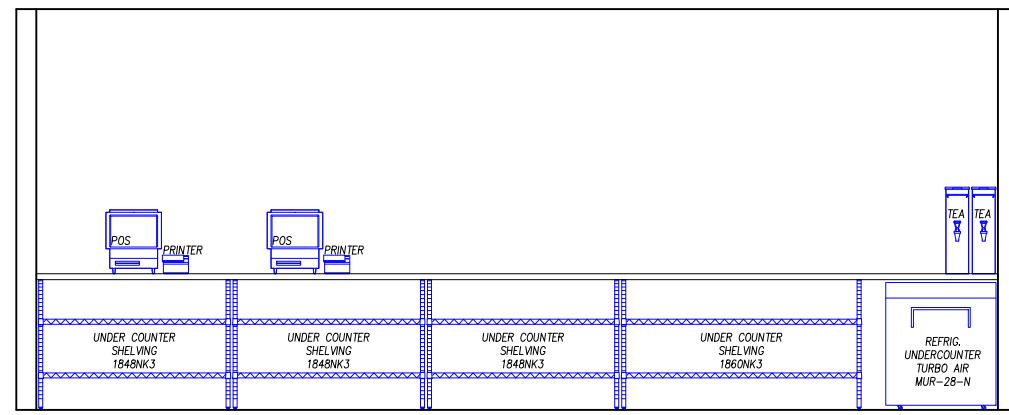 TEA TEA
POS POS
PRINTER PRINTER
UNDER COUNTER
SHELVING
1848NK3
UNDER COUNTER
SHELVING
1848NK3
UNDER COUNTER
SHELVING
1848NK3
UNDER COUNTER
SHELVING
1860NK3
REFRIG.
UNDERCOUNTER
TURBO AIR
MUR-28-N